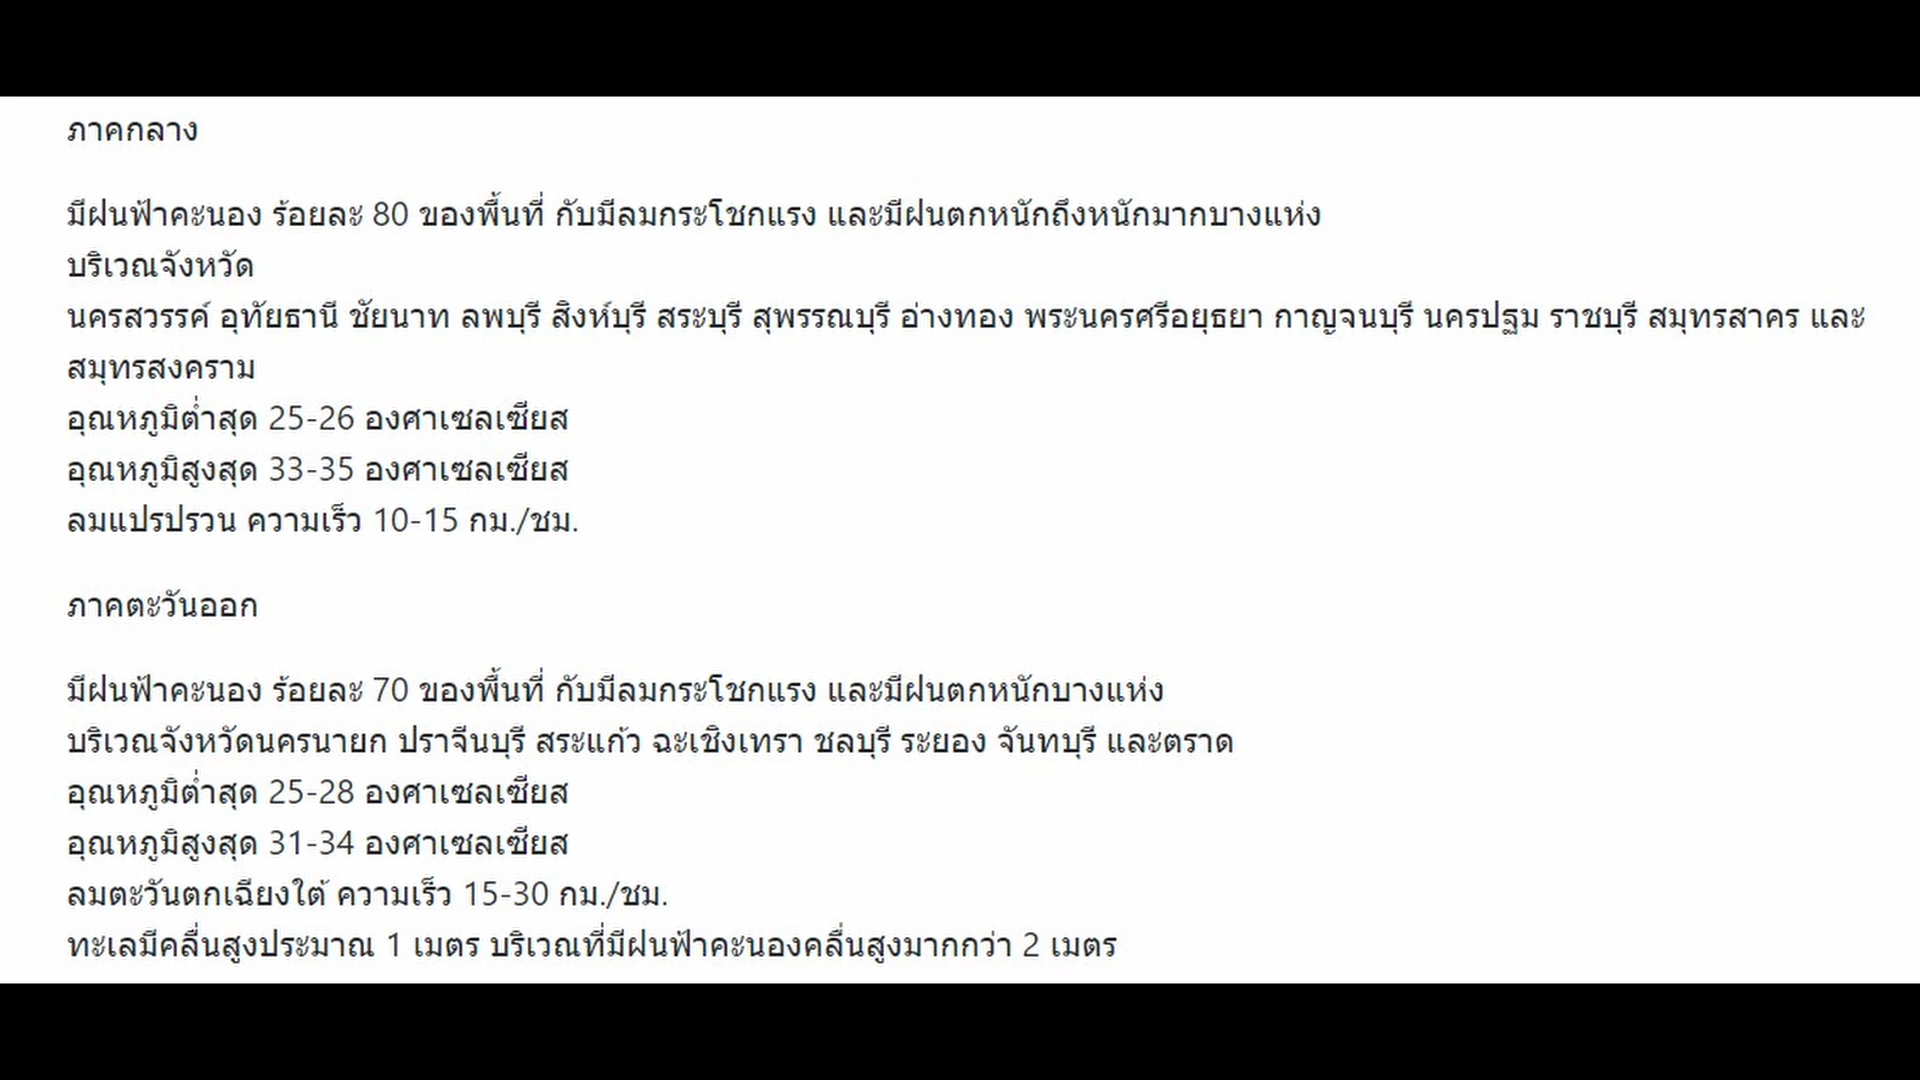 ภาคกลาง
มีฝนฟ้าคะนอง ร้อยละ 80 ของพื้นที่ กับมีลมกระโชกแรง และมีฝนตกหนักถึงหนักมากบางแห่ง
บริเวณจังหวัด
นครสวรรค์ อุทัยธานี ชัยนาท ลพบุรี สิงห์บุรี สระบุรี สุพรรณบุรี อ่างทอง พระนครศรีอยุธยา กาญจนบุรี นครปฐม ราชบุรี สมุทรสาคร และ
สมุทรสงคราม
อุณหภูมิต่ำสุด 25-26 องศาเซลเซียส
อุณหภูมิสูงสุด 33-35 องศาเซลเซียส
ลมแปรปรวน ความเร็ว 10-15 กม./ชม.
ภาคตะวันออก
มีฝนฟ้าคะนอง ร้อยละ 70 ของพื้นที่ กับมีลมกระโชกแรง และมีฝนตกหนักบางแห่ง
บริเวณจังหวัดนครนายก ปราจีนบุรี สระแก้ว ฉะเชิงเทรา ชลบุรี ระยอง จันทบุรี และตราด
อุณหภูมิต่ำสุด 25-28 องศาเซลเซียส
อุณหภูมิสูงสุด 31-34 องศาเซลเซียส
ลมตะวันตกเฉียงใต้ ความเร็ว 15-30 กม./ชม.
ทะเลมีคลื่นสูงประมาณ 1 เมตร บริเวณที่มีฝนฟ้าคะนองคลื่นสูงมากกว่า 2 เมตร